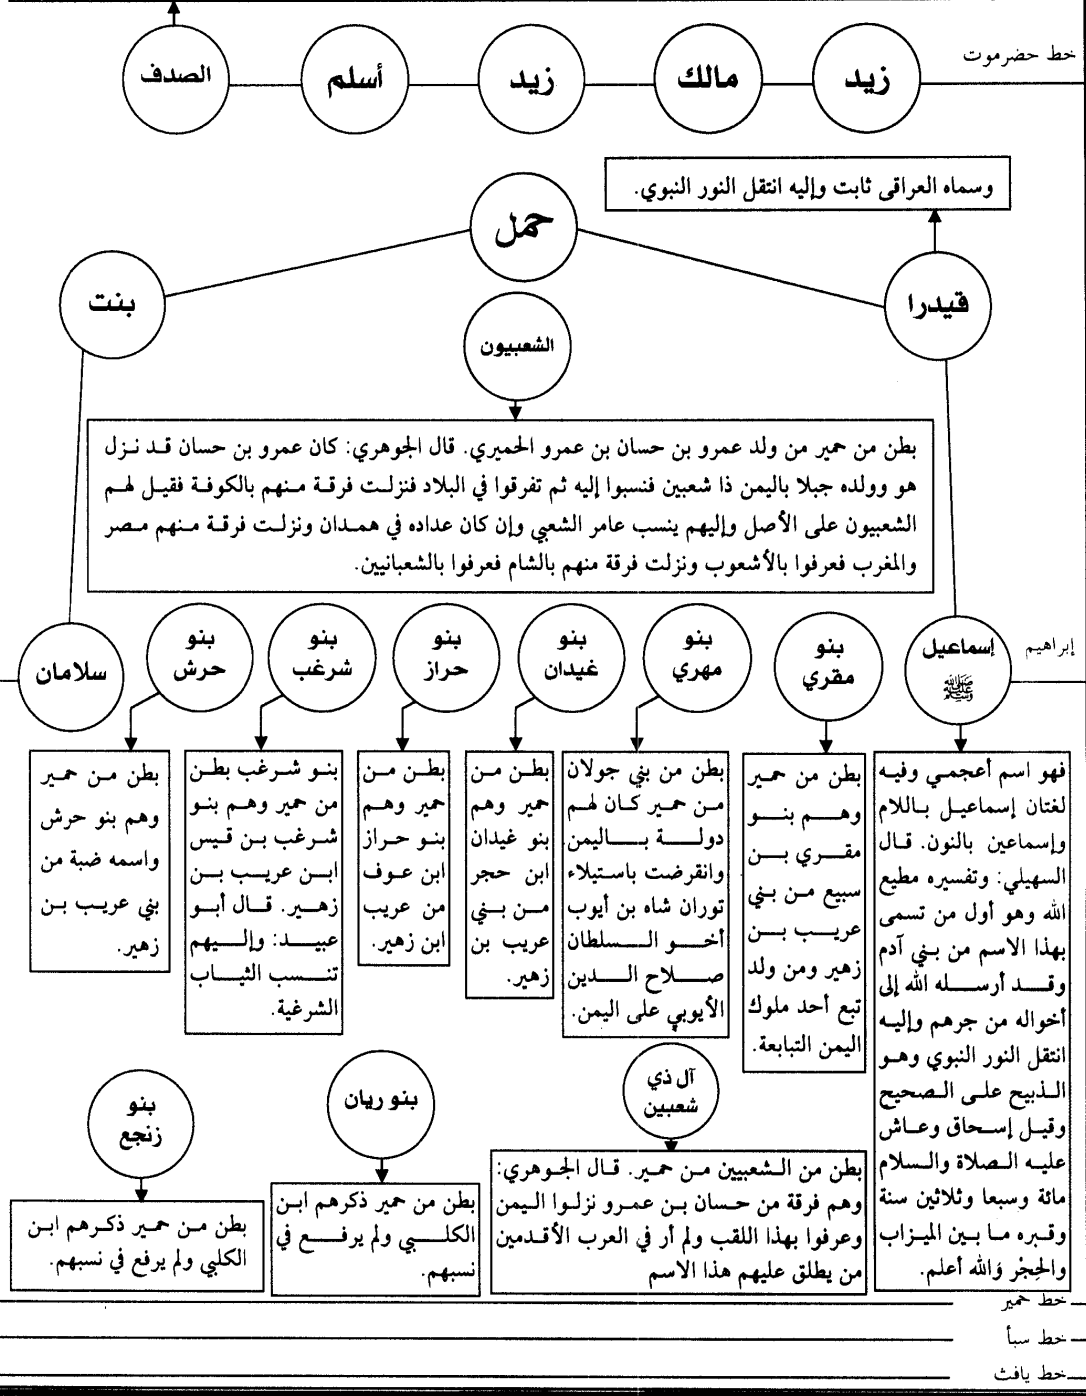 خط حضرموت
زيد
مالك
زيد
أسلم
الصدف
وسماه العراقى ثابت وإليه انتقل النور النبوي.
حمل
قيدرا
بنت
الشعبيون
بطن من حمير من ولد عمرو بن حسان بن عمرو الحميري. قال الجوهري: كان عمرو بن حسان قد نزل
هو وولده جبلا باليمن ذا شعبين فنسبوا إليه ثم تفرقوا في البلاد فنزلت فرقة منهم بالكوفة فقيل لهم
الشعبيون على الأصل وإليهم ينسب عامر الشعبي وإن كان عداده في همدان ونزلت فرقة منهم مصر
والمغرب فعرفوا بالأشعوب ونزلت فرقة منهم بالشام فعرفوا بالشعبانيين.
إبراهيم
إسماعيل
ﷺ
بنو
مقري
بنو
مهري
بنو
غيدان
بنو
حراز
بنو
شرغب
بنو
حرش
سلامان
فهو اسم أعجمي وفيه
لغتان إسماعيل باللام
وإسماعين بالنون. قال
السهيلي: وتفسيره مطيع
الله وهو أول من تسمى
بهذا الاسم من بني آدم
وقد أرسله الله إلى
أخواله من جرهم وإليه
انتقل النور النبوي وهو
الذبيح على الصحيح
وقيل إسحاق وعاش
عليه الصلاة والسلام
مائة وسبعا وثلاثين سنة
وقبره ما بين الميزاب
والحِجْر وَالله أعلم.
بطن من حمير
وهم بنو
مقري بن
سبيع من بني
عريب بن
زهير ومن ولد
تبع أحد ملوك
اليمن التبابعة.
بطن من بني جولان
من حمير كان لهم
دولة باليمن
وانقرضت باستيلاء
توران شاه بن أيوب
أخو السلطان
صلاح الدين
الأيوبي على اليمن.
بطن من
حمير وهم
بنو غيدان
ابن حجر
من بني
عريب بن
زهير.
بطن من
حمير وهم
بنو حراز
ابن عوف
من عريب
ابن زهير.
بنو شرغب بطن
من حمير وهم بنو
شرغب بن قيس
ابن عريب بن
زهير. قال أبو
عبيد: وإليهم
تنسب الثياب
الشرغية.
بطن من حمير
وهم بنو حرش
واسمه ضبة من
بني عريب بن
زهير.
آل ذي
شعبين
بنو ريان
بنو
زنجع
بطن من الشعبيين من حمير. قال الجوهري:
وهم فرقة من حسان بن عمرو نزلوا اليمن
وعرفوا بهذا اللقب ولم أر في العرب الأقدمين
من يطلق عليهم هذا الاسم
بطن من حمير ذكرهم ابن
الكلبي ولم يرفع في
نسبهم.
بطن من حمير ذكرهم ابن
الكلبي ولم يرفع في نسبهم.
خط حمير
خط سبأ
خط يافث